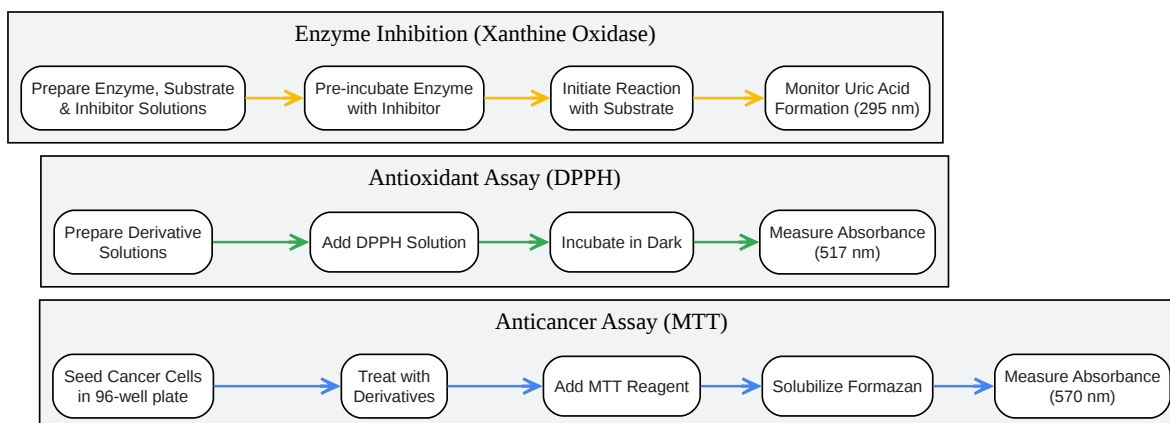 Enzyme Inhibition (Xanthine Oxidase)
Prepare Enzyme, Substrate
& Inhibitor Solutions
Pre-incubate Enzyme
with Inhibitor
Initiate Reaction
with Substrate
Monitor Uric Acid
Formation (295 nm)
Antioxidant Assay (DPPH)
Prepare Derivative
Solutions
Add DPPH Solution
Incubate in Dark
Measure Absorbance
(517 nm)
Anticancer Assay (MTT)
Seed Cancer Cells
in 96-well plate
Treat with
Derivatives
Add MTT Reagent
Solubilize Formazan
Measure Absorbance
(570 nm)